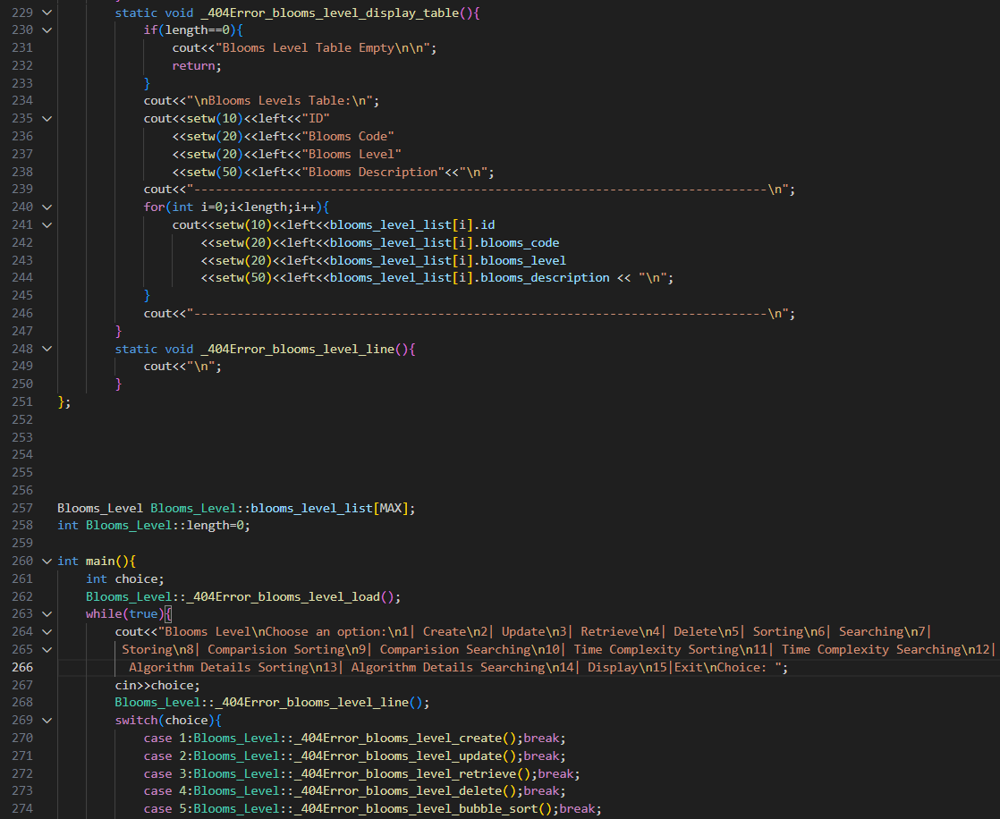 229 static void _404Error_blooms_level_display_table(){
230 if(length==0){
231 cout<<"Blooms Level Table Empty\n\n";
232 return;
233 }
234 cout<<"\nBlooms Levels Table:\n";
235 cout<<setw(10)<<left<<"ID"
236 <<setw(20)<<left<<"Blooms Code"
237 <<setw(20)<<left<<"Blooms Level"
238 <<setw(50)<<left<<"Blooms Description"<<"\n";
239 cout<<"--------------------------------------------------------------------------------\n";
240 for(int i=0;i<length;i++){
241 cout<<setw(10)<<left<<blooms_level_list[i].id
242 <<setw(20)<<left<<blooms_level_list[i].blooms_code
243 <<setw(20)<<left<<blooms_level_list[i].blooms_level
244 <<setw(50)<<left<<blooms_level_list[i].blooms_description << "\n";
245 }
246 cout<<"--------------------------------------------------------------------------------\n";
247 }
248 static void _404Error_blooms_level_line(){
249 cout<<"\n";
250 }
251 };
252
253
254
255
256
257 Blooms_Level Blooms_Level::blooms_level_list[MAX];
258 int Blooms_Level::length=0;
259
260 int main(){
261 int choice;
262 Blooms_Level::_404Error_blooms_level_load();
263 while(true){
264 cout<<"Blooms Level\nChoose an option:\n1| Create\n2| Update\n3| Retrieve\n4| Delete\n5| Sorting\n6| Searching\n7|
265 Storing\n8| Comparision Sorting\n9| Comparision Searching\n10| Time Complexity Sorting\n11| Time Complexity Searching\n12|
266 Algorithm Details Sorting\n13| Algorithm Details Searching\n14| Display\n15|Exit\nChoice: ";
267 cin>>choice;
268 Blooms_Level::_404Error_blooms_level_line();
269 switch(choice){
270 case 1:Blooms_Level::_404Error_blooms_level_create();break;
271 case 2:Blooms_Level::_404Error_blooms_level_update();break;
272 case 3:Blooms_Level::_404Error_blooms_level_retrieve();break;
273 case 4:Blooms_Level::_404Error_blooms_level_delete();break;
274 case 5:Blooms_Level::_404Error_blooms_level_bubble_sort();break;